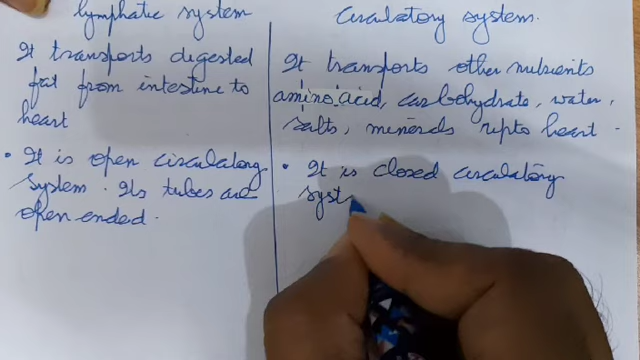 lymphatic system
It transports digested
fat from intestine to
heart
• It is open circulatory
system. Its tubes are
open ended.
Circulatory system.
It transports other nutrients
amino acid, carbohydrate, water,
salts, minerals upto heart.
• It is closed circulatory
syst